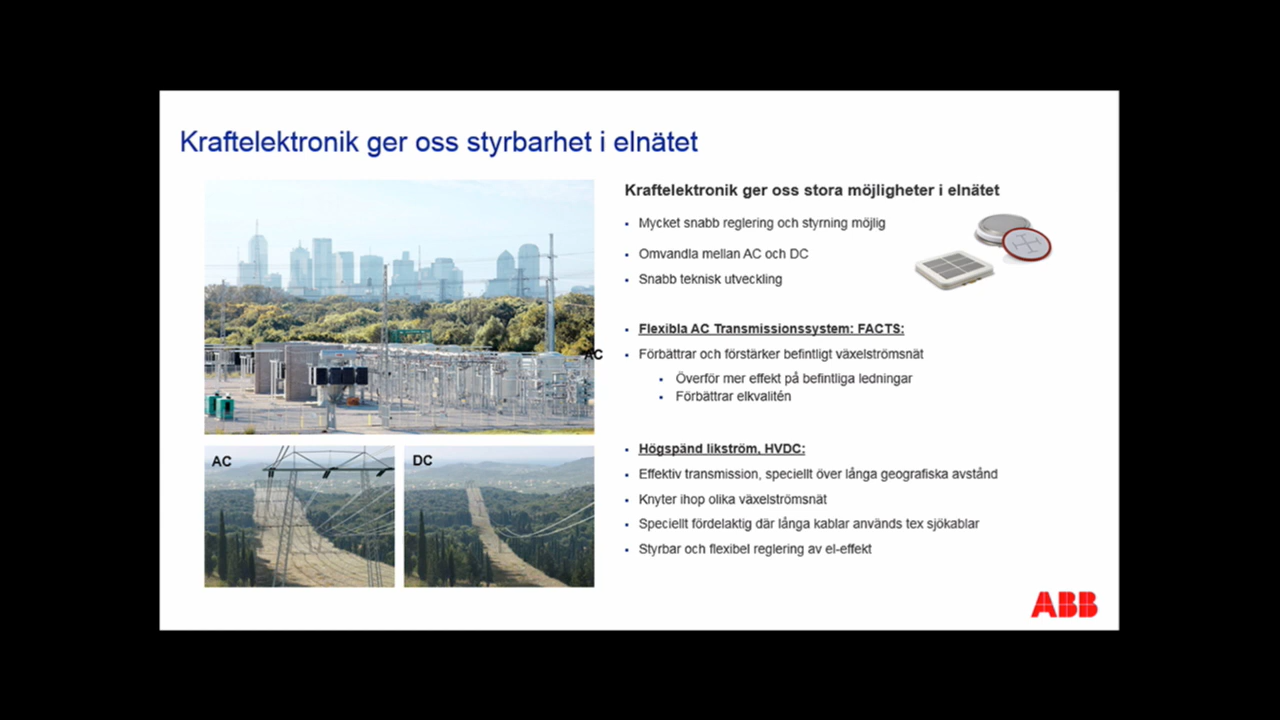 Kraftelektronik ger oss styrbarhet i elnätet
AC
AC
DC
Kraftelektronik ger oss stora möjligheter i elnätet
• Mycket snabb reglering och styrning möjlig
• Omvandla mellan AC och DC
• Snabb teknisk utveckling
• Flexibla AC Transmissionssystem: FACTS:
• Förbättrar och förstärker befintligt växelströmsnät
• Överför mer effekt på befintliga ledningar
• Förbättrar elkvalitén
• Högspänd likström, HVDC:
• Effektiv transmission, speciellt över långa geografiska avstånd
• Knyter ihop olika växelströmsnät
• Speciellt fördelaktig där långa kablar används tex sjökablar
• Styrbar och flexibel reglering av el-effekt
ABB